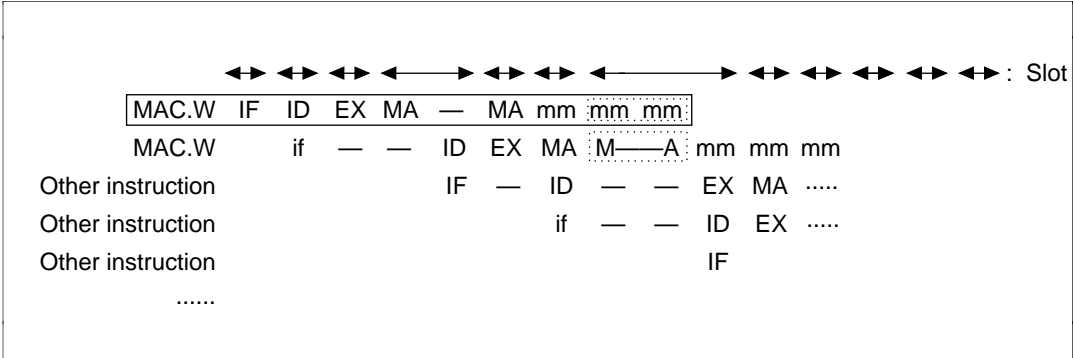 : Slot
MAC.W IF ID EX MA — MA mm mm mm
MAC.W if — — ID EX MA M——A mm mm mm
Other instruction IF — ID — — EX MA .....
Other instruction if — — ID EX .....
Other instruction IF
......